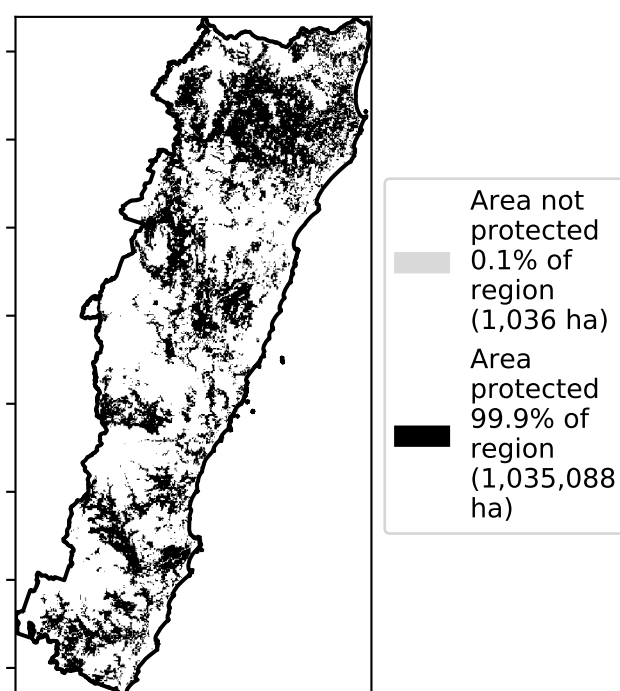 Area not
protected
0.1% of
region
(1,036 ha)
Area
protected
99.9% of
region
(1,035,088
ha)